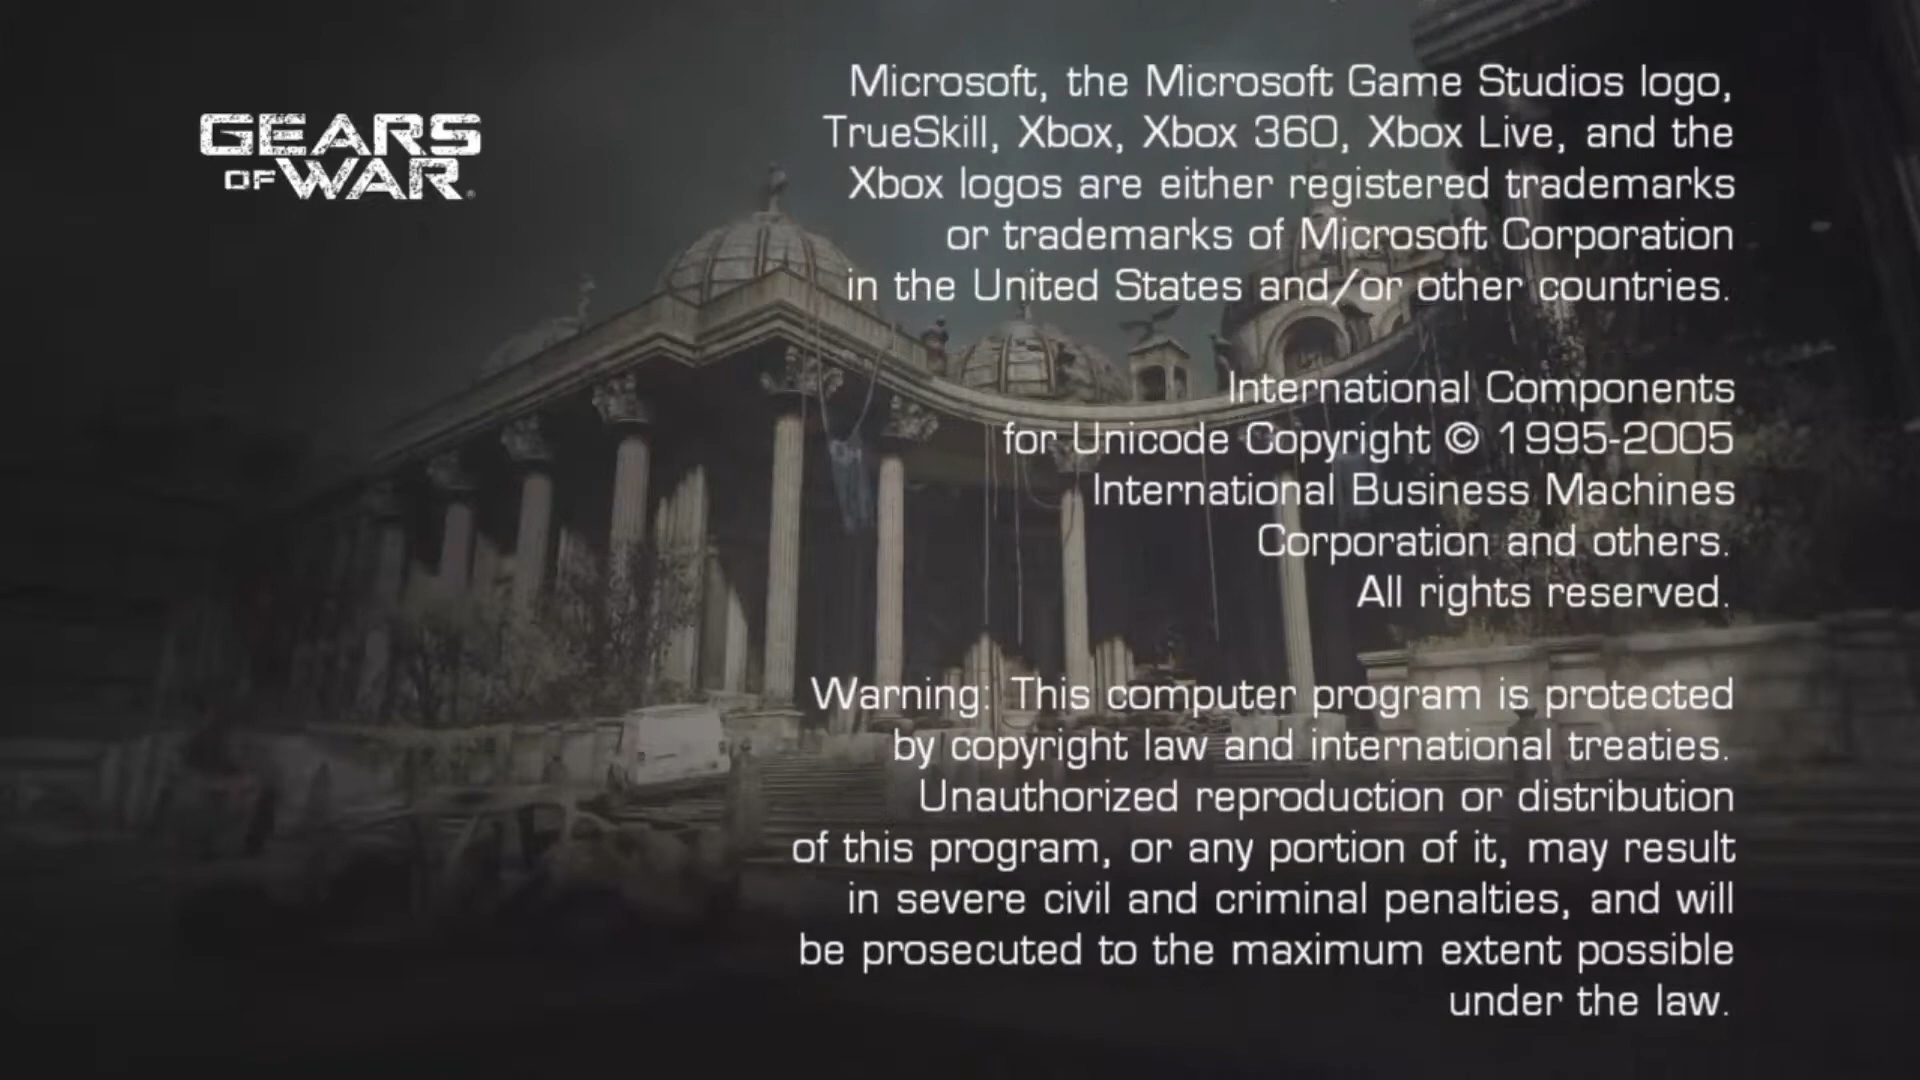 GEARS
OF WAR®
Microsoft, the Microsoft Game Studios logo,
TrueSkill, Xbox, Xbox 360, Xbox Live, and the
Xbox logos are either registered trademarks
or trademarks of Microsoft Corporation
in the United States and/or other countries.
International Components
for Unicode Copyright © 1995-2005
International Business Machines
Corporation and others.
All rights reserved.
Warning: This computer program is protected
by copyright law and international treaties.
Unauthorized reproduction or distribution
of this program, or any portion of it, may result
in severe civil and criminal penalties, and will
be prosecuted to the maximum extent possible
under the law.